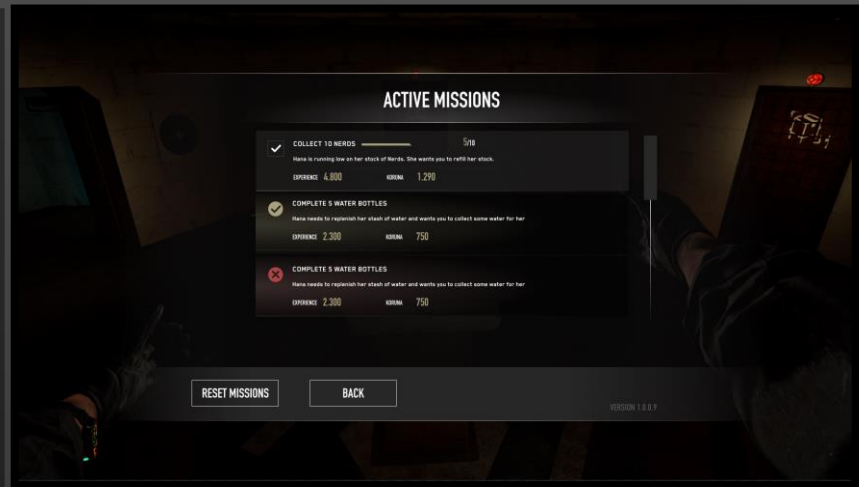 ACTIVE MISSIONS
COLLECT 10 NERDS 5/10
Hana is running low on her stock of Nerds. She wants you to refill her stock.
EXPERIENCE 4.800 KORUNA 1.290
COMPLETE 5 WATER BOTTLES
Hana needs to replenish her stash of water and wants you to collect some water for her
EXPERIENCE 2.300 KORUNA 750
COMPLETE 5 WATER BOTTLES
Hana needs to replenish her stash of water and wants you to collect some water for her
EXPERIENCE 2.300 KORUNA 750
RESET MISSIONS BACK
VERSION 1.0.0.9